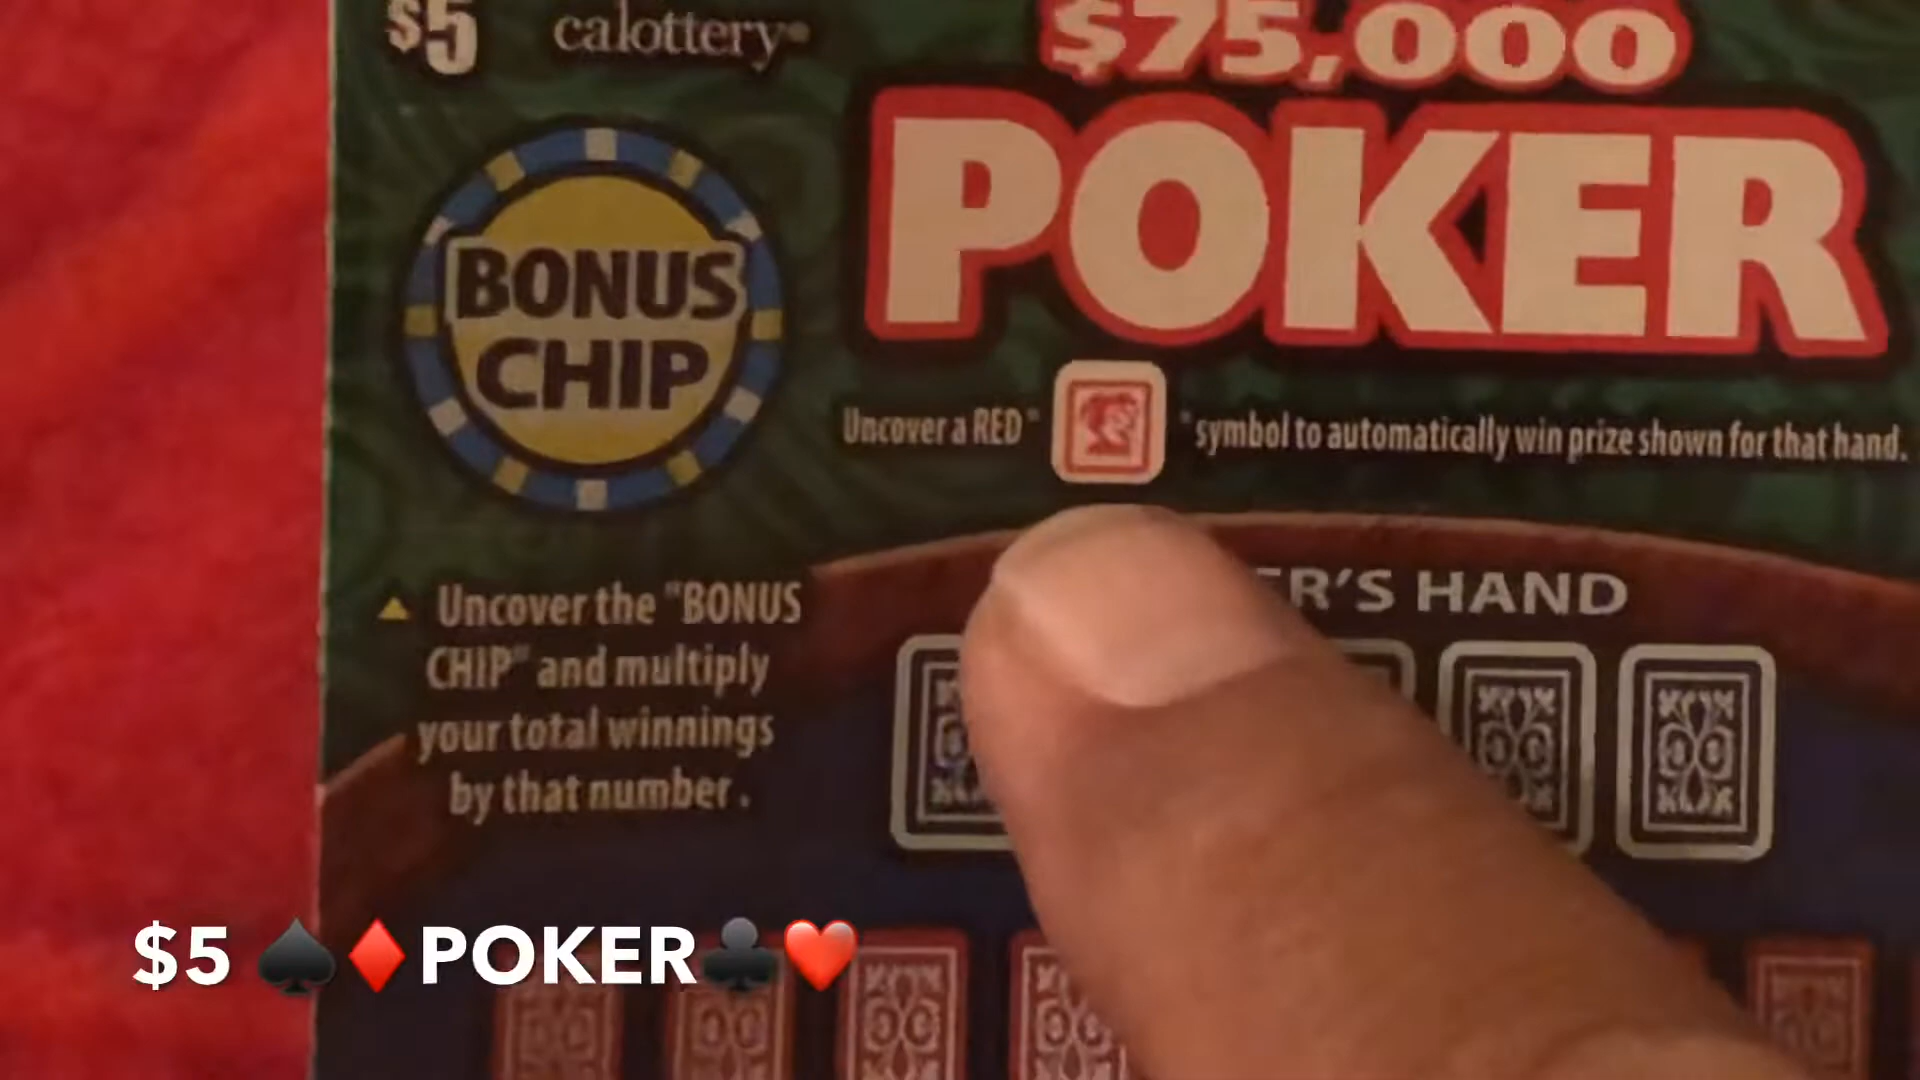 $5 calottery
$75,000
POKER
BONUS
CHIP
Uncover a RED " " symbol to automatically win prize shown for that hand.
Uncover the "BONUS
CHIP" and multiply
your total winnings
by that number.
ER'S HAND
$5 ♠️♦️POKER♣️❤️